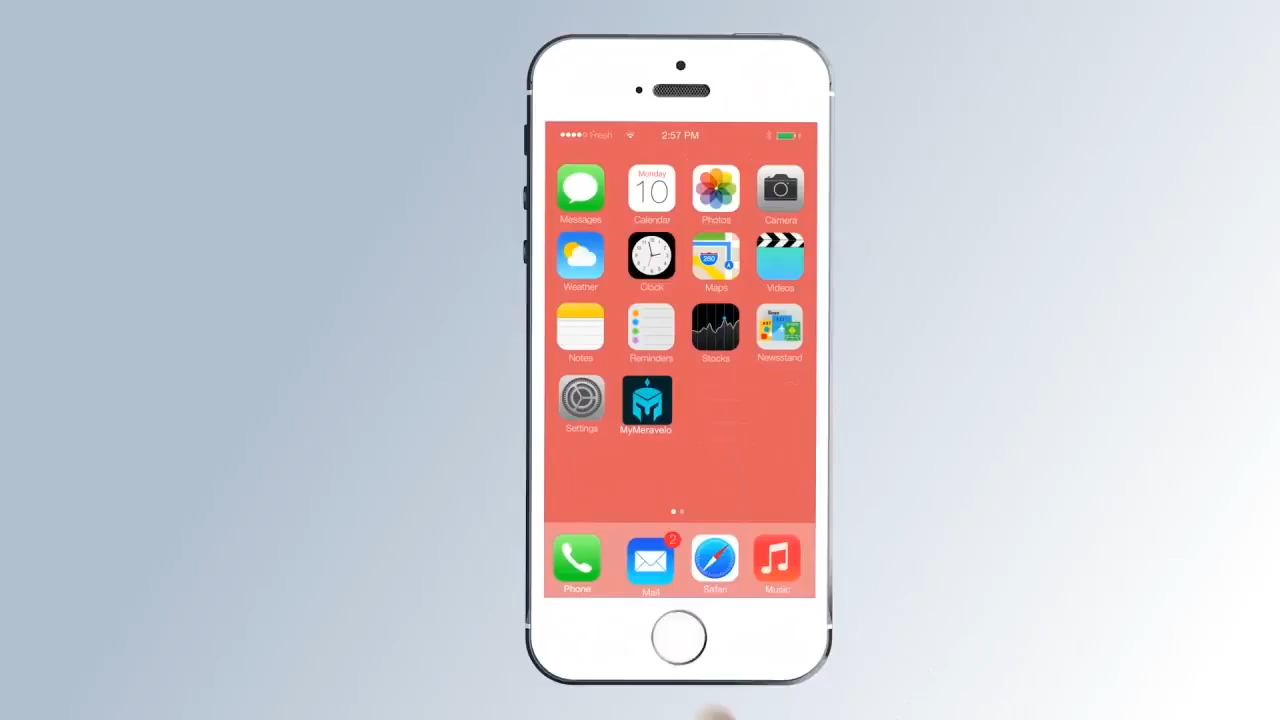 Fresh 2:57 PM
Monday
10
Messages Calendar Photos Camera
280
Weather Clock Maps Videos
Notes Reminders Stocks Newsstand
Settings MyMeravelo
2
Phone Mail Safari Music